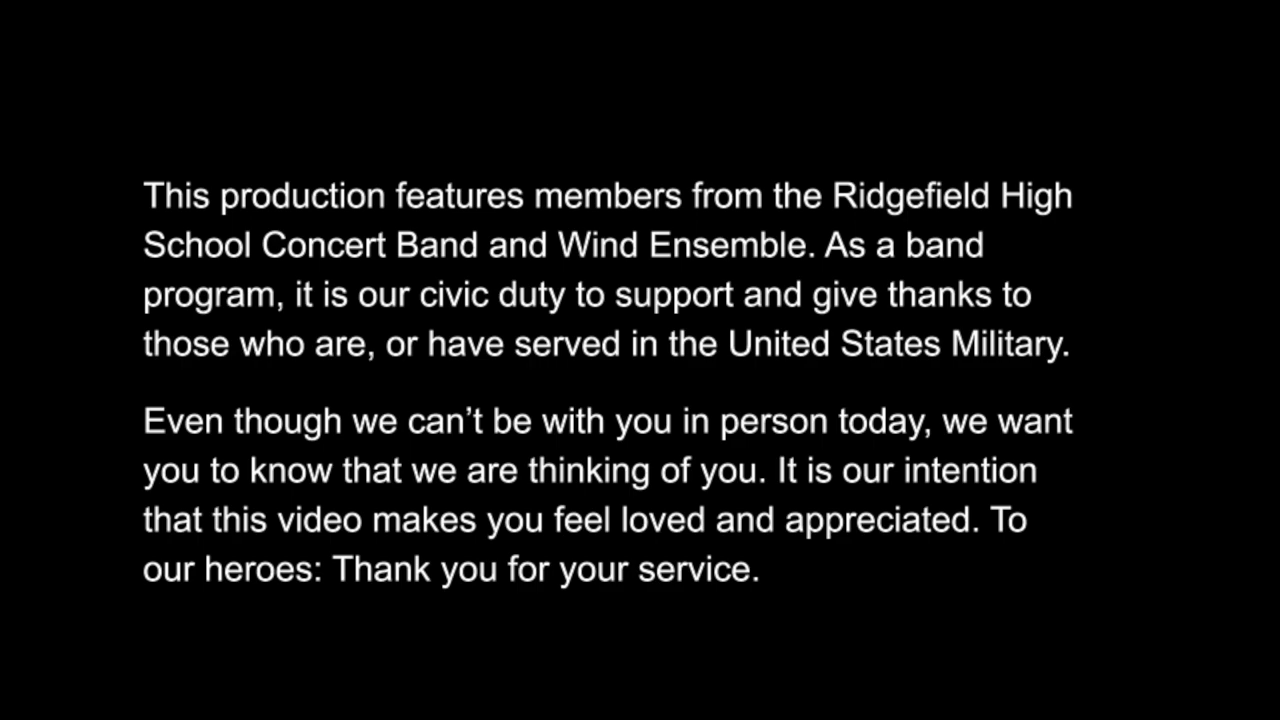 This production features members from the Ridgefield High
School Concert Band and Wind Ensemble. As a band
program, it is our civic duty to support and give thanks to
those who are, or have served in the United States Military.
Even though we can’t be with you in person today, we want
you to know that we are thinking of you. It is our intention
that this video makes you feel loved and appreciated. To
our heroes: Thank you for your service.